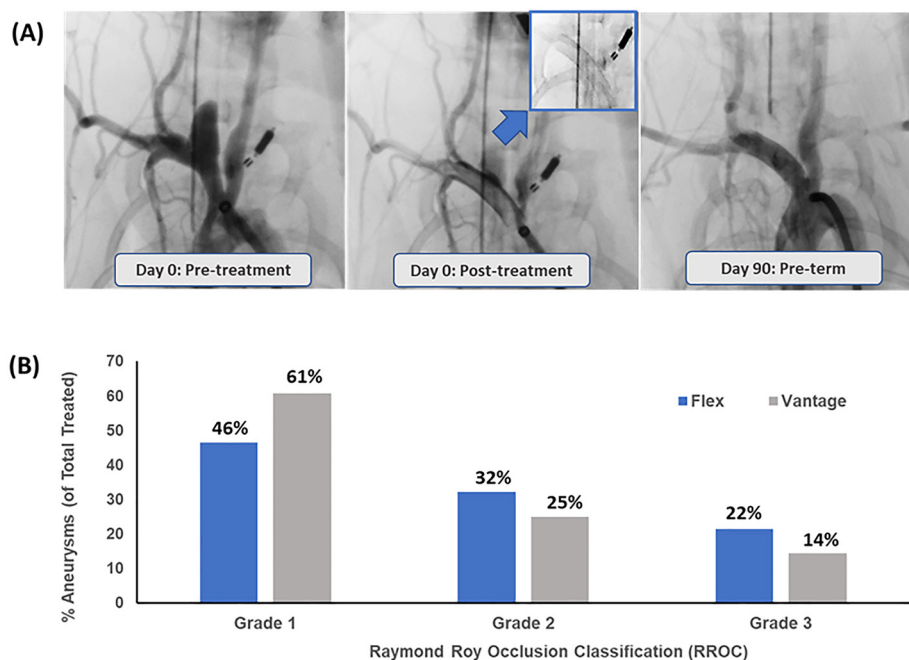 (A)
Day 0: Pre-treatment
Day 0: Post-treatment
Day 90: Pre-term
(B)
% Aneurysms (of Total Treated)
70
60
50
40
30
20
10
0
Flex
Vantage
46%
61%
32%
25%
22%
14%
Grade 1
Grade 2
Grade 3
Raymond Roy Occlusion Classification (RROC)